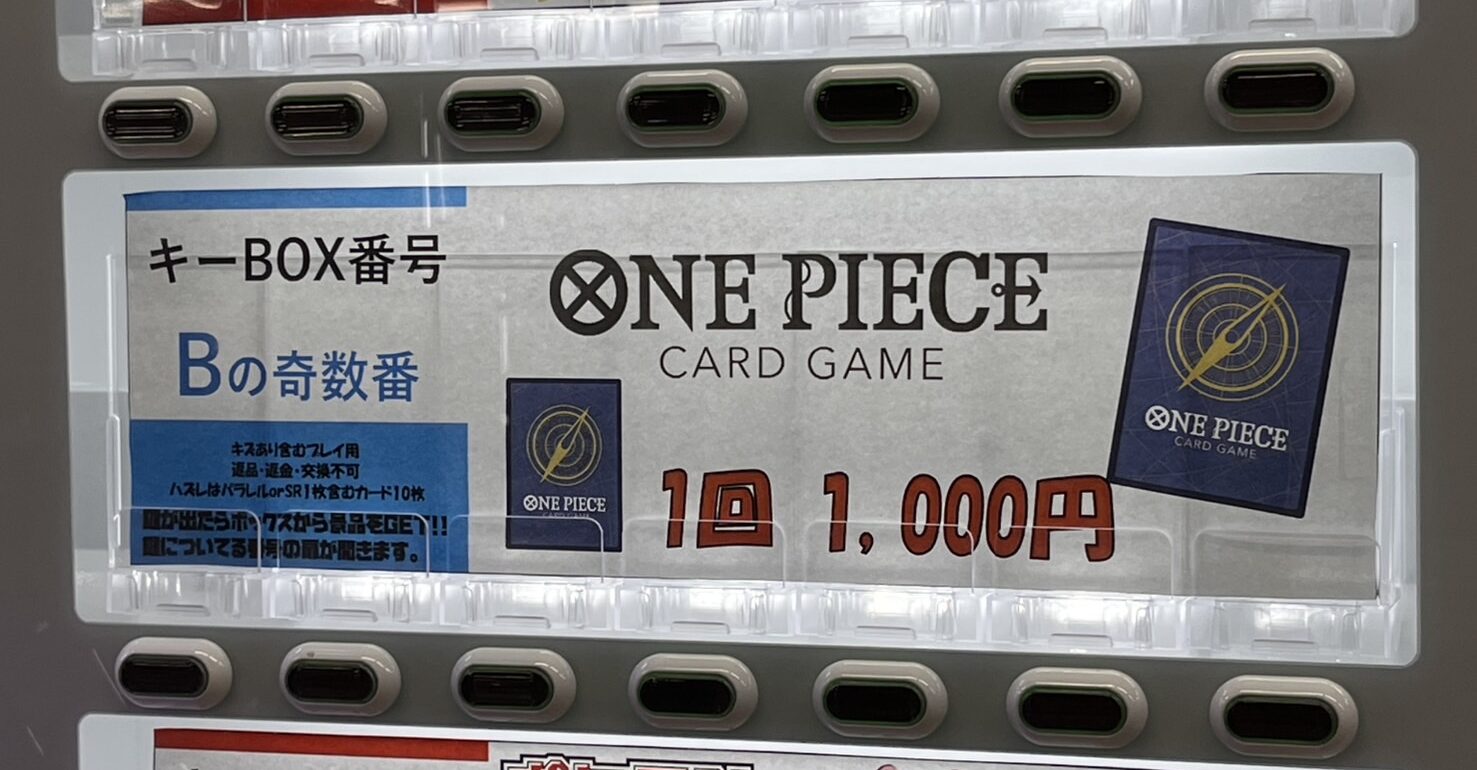 キーBOX番号
Bの奇数番
キズあり含むプレイ用
返品・返金・交換不可
ハズレはパラレルorSR1枚含むカード10枚
鍵が出たらボックスから景品をGET!!
鍵についてる番号の扉が開きます。
ONE PIECE
CARD GAME
ONE PIECE
CARD GAME
1回 1,000円
ONE PIECE
CARD GAME